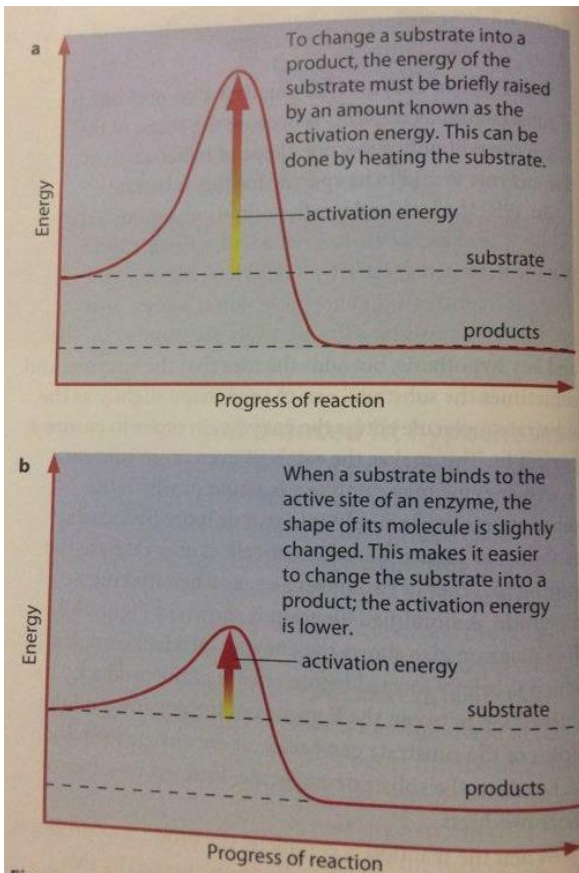 a
To change a substrate into a
product, the energy of the
substrate must be briefly raised
by an amount known as the
activation energy. This can be
done by heating the substrate.
Energy
activation energy
substrate
products
Progress of reaction
b
When a substrate binds to the
active site of an enzyme, the
shape of its molecule is slightly
changed. This makes it easier
to change the substrate into a
product; the activation energy
is lower.
Energy
activation energy
substrate
products
Progress of reaction